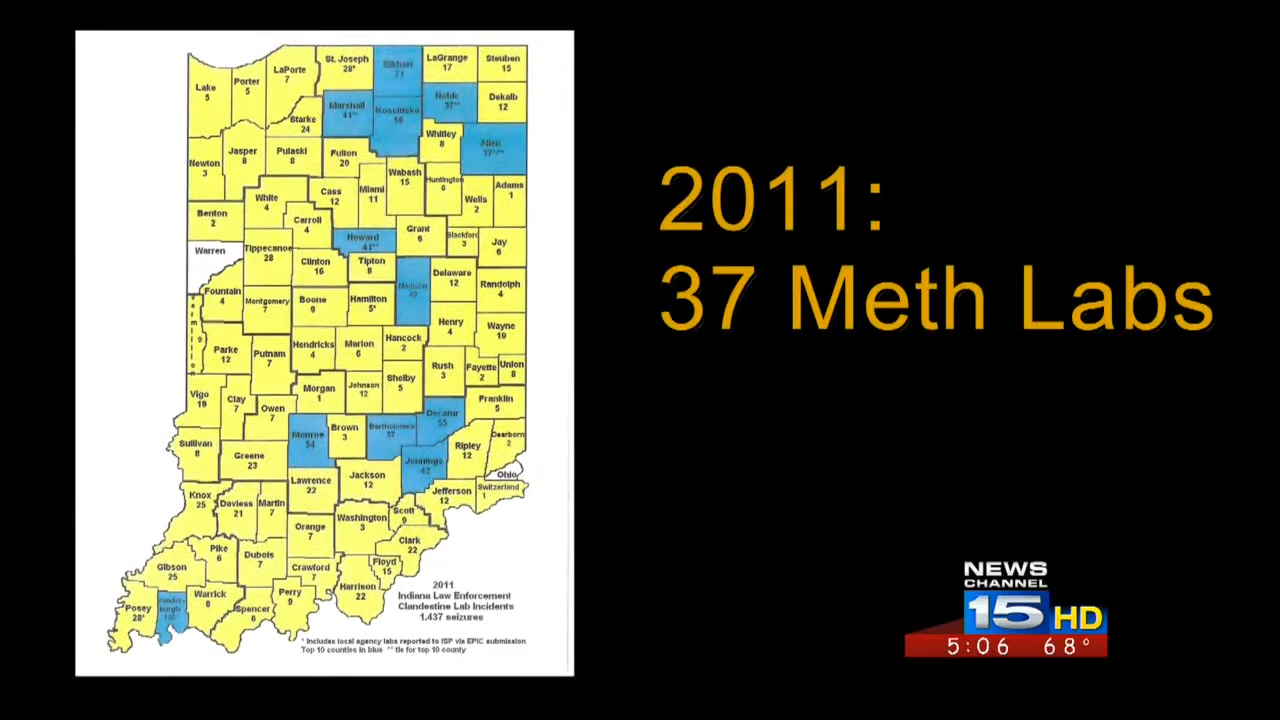 St. Joseph
28*
Elkhart
71
LaGrange
17
Steuben
15
LaPorte
7
Porter
5
Lake
5
Marshall
41**
Kosciusko
Noble
37**
Dekalb
12
Starke
24
Whitley
8
Allen
Newton
3
Jasper
8
Pulaski
8
Fulton
20
Wabash
15
Huntington
6
Wells
2
Adams
1
White
4
Cass
12
Miami
11
Benton
2
Carroll
4
Howard
41**
Grant
6
Blackford
3
Jay
6
Warren
Tippecanoe
28
Clinton
16
Tipton
8
Madison
Delaware
12
Randolph
4
Fountain
4
Montgomery
7
Boone
9
Hamilton
5*
Vermillion
9
Henry
4
Wayne
19
Parke
12
Putnam
7
Hendricks
4
Marion
6
Hancock
2
Rush
3
Fayette
2
Union
8
Vigo
19
Clay
7
Owen
7
Morgan
1
Johnson
12
Shelby
5
Franklin
5
Decatur
55
Monroe
54
Brown
3
Bartholomew
Dearborn
2
Sullivan
8
Greene
23
Jennings
42
Ripley
12
Ohio
Lawrence
22
Jackson
12
Jefferson
12
Switzerland
1
Knox
25
Daviess
21
Martin
7
Orange
7
Washington
3
Scott
9
Clark
22
Pike
6
Dubois
7
Gibson
25
Crawford
7
Floyd
15
Harrison
22
Posey
28*
Vander-
burgh
Warrick
8
Spencer
6
Perry
9
2011
Indiana Law Enforcement
Clandestine Lab Incidents
1,437 seizures
* Includes local agency labs reported to ISP via EPIC submission
Top 10 counties in blue ** tie for top 10 county
2011:
37 Meth Labs
NEWS
CHANNEL
15 HD
5:06 68°